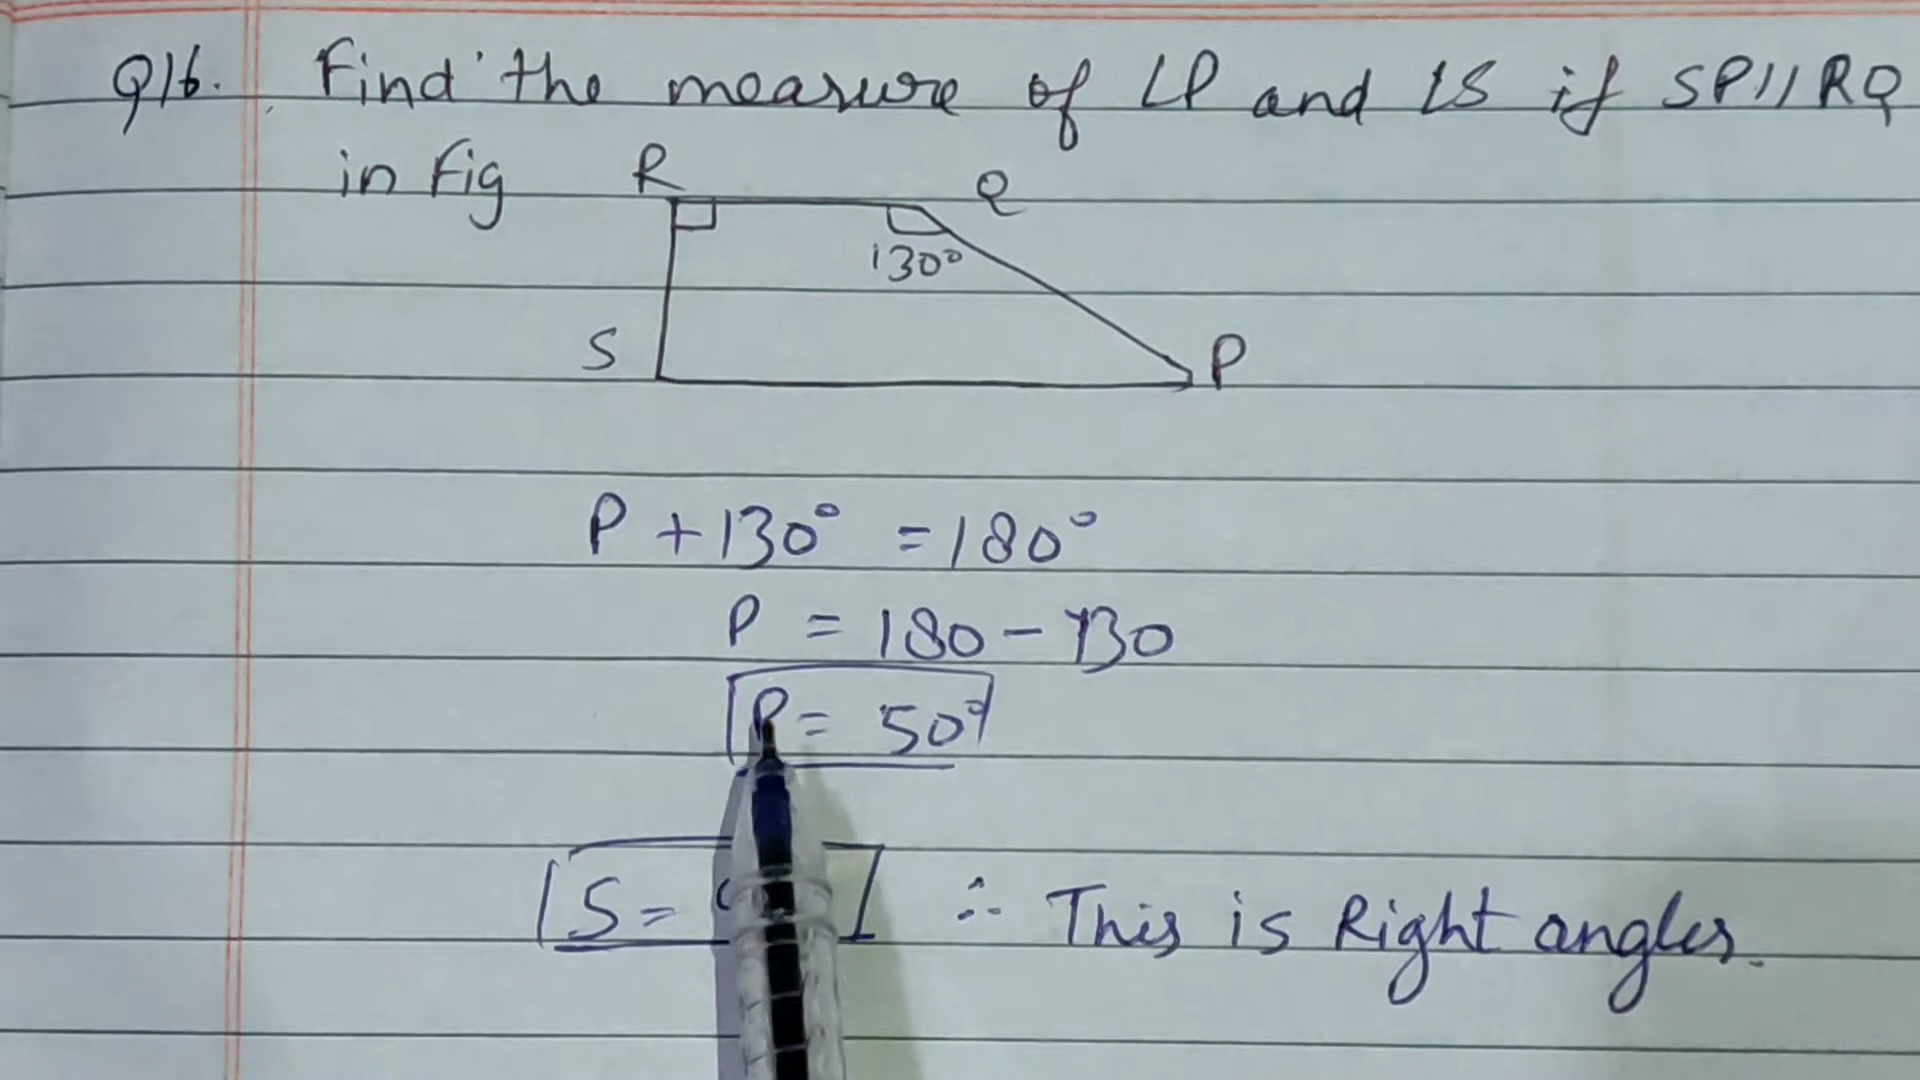 Q16. Find the measure of ∠P and ∠S if SP//RQ
in Fig
R
Q
130°
S
P
P + 130° = 180°
P = 180 - 130
P = 50°
S = ∴ This is Right angles.